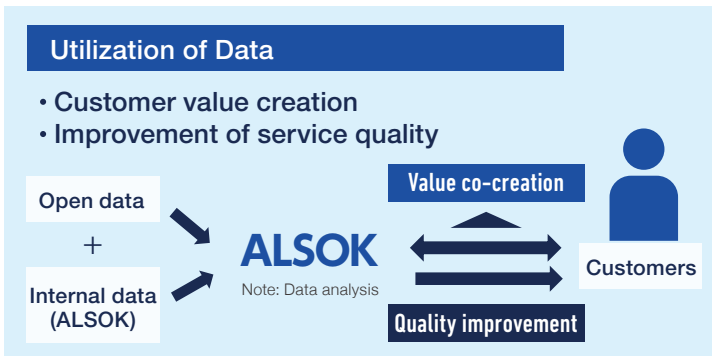 Utilization of Data
・Customer value creation
・Improvement of service quality
Open data
+
Internal data
(ALSOK)
ALSOK
Note: Data analysis
Value co-creation
Quality improvement
Customers